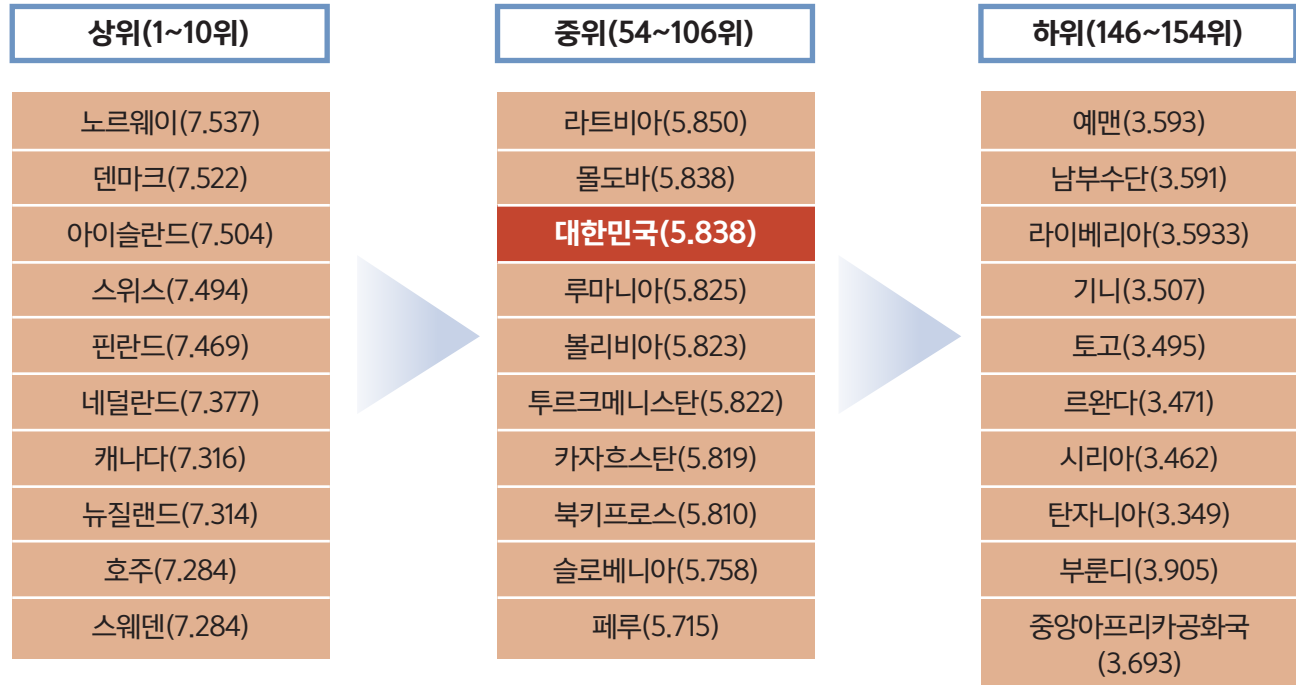 상위(1~10위)
노르웨이(7.537)
덴마크(7.522)
아이슬란드(7.504)
스위스(7.494)
핀란드(7.469)
네덜란드(7.377)
캐나다(7.316)
뉴질랜드(7.314)
호주(7.284)
스웨덴(7.284)
중위(54~106위)
라트비아(5.850)
몰도바(5.838)
대한민국(5.838)
루마니아(5.825)
볼리비아(5.823)
투르크메니스탄(5.822)
카자흐스탄(5.819)
북키프로스(5.810)
슬로베니아(5.758)
페루(5.715)
하위(146~154위)
예맨(3.593)
남부수단(3.591)
라이베리아(3.5933)
기니(3.507)
토고(3.495)
르완다(3.471)
시리아(3.462)
탄자니아(3.349)
부룬디(3.905)
중앙아프리카공화국
(3.693)